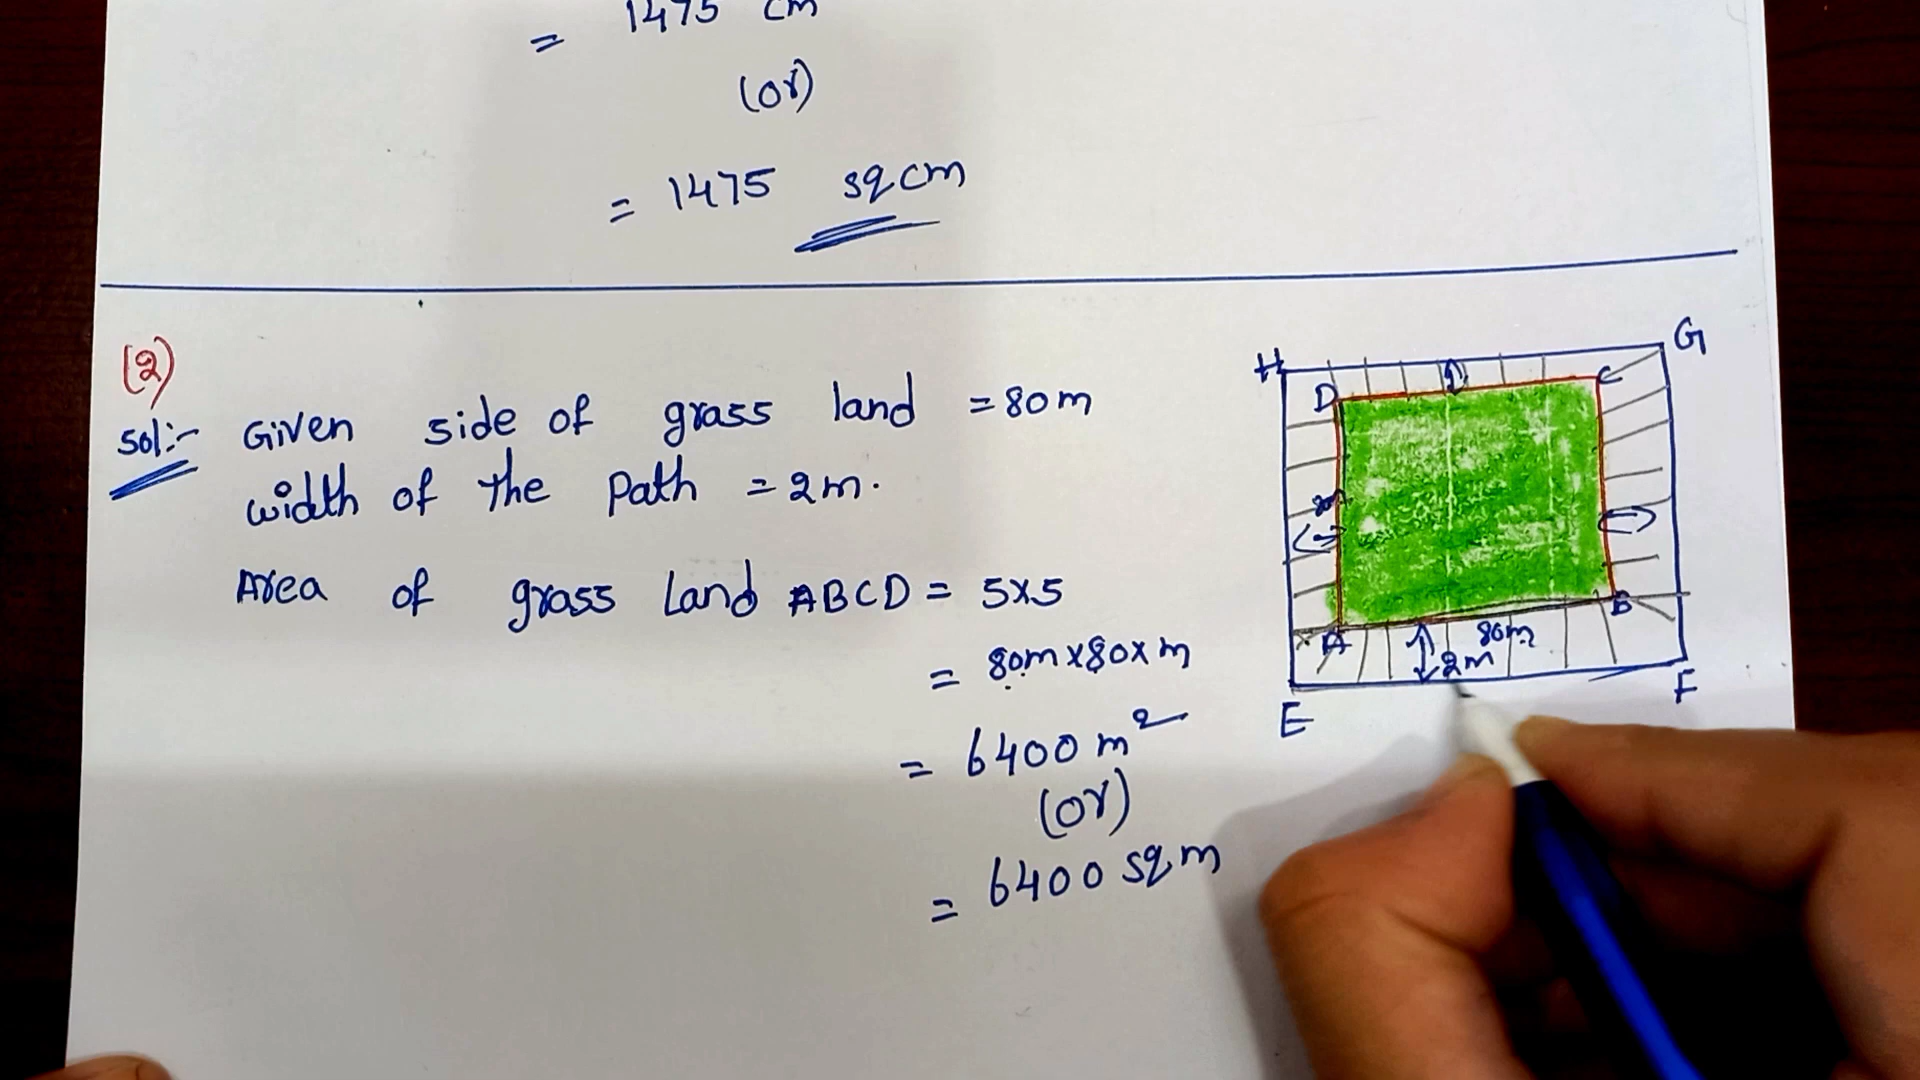 = 1475 cm
(or)
= 1475 sq cm
(2)
Sol:- Given side of grass land = 80m
width of the path = 2m.
Area of grass land ABCD = S×S
= 80m×80×m
= 6400 m²
(or)
= 6400 sq m
H
G
D
C
80m
A
B
80m
2m
E
F